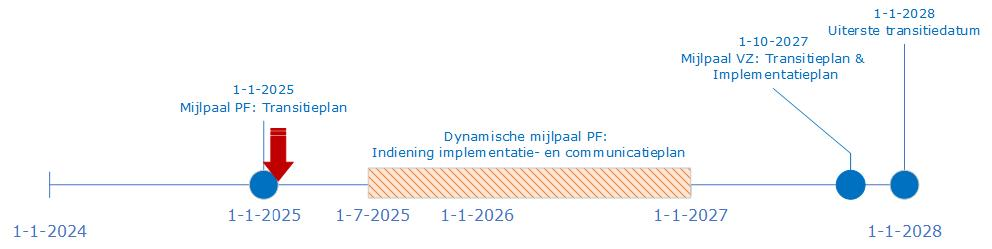 1-1-2028
Uiterste transitiedatum
1-10-2027
Mijlpaal VZ: Transitieplan &
Implementatieplan
1-1-2025
Mijlpaal PF: Transitieplan
Dynamische mijlpaal PF:
Indiening implementatie- en communicatieplan
1-1-2024
1-1-2025
1-7-2025
1-1-2026
1-1-2027
1-1-2028